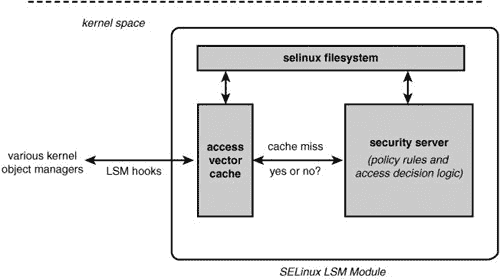 kernel space
selinux filesystem
access
vector
cache
cache miss
yes or no?
security server
(policy rules and
access decision logic)
various kernel
object managers
LSM hooks
SELinux LSM Module